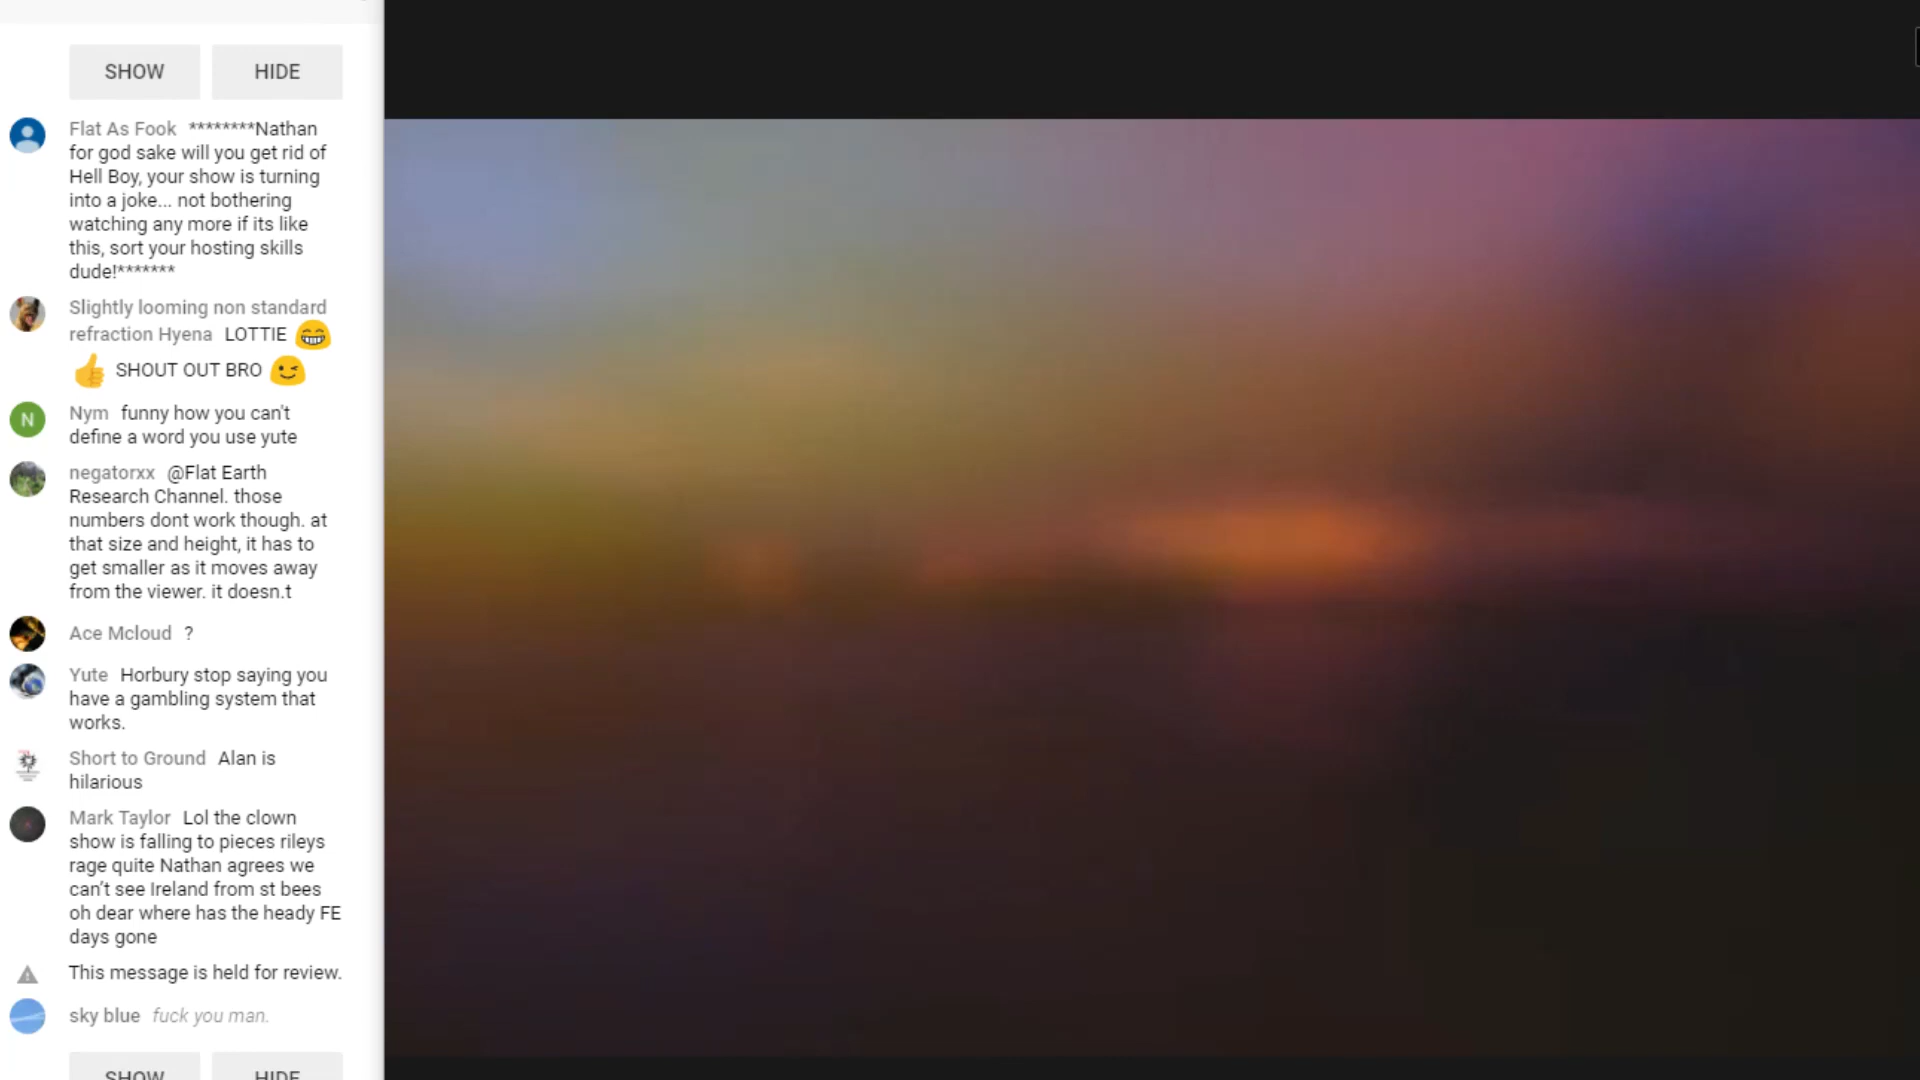 SHOW HIDE
Flat As Fook ********Nathan
for god sake will you get rid of
Hell Boy, your show is turning
into a joke... not bothering
watching any more if its like
this, sort your hosting skills
dude!*******
Slightly looming non standard
refraction Hyena LOTTIE 😁
👍 SHOUT OUT BRO 😉
N
Nym funny how you can't
define a word you use yute
negatorxx @Flat Earth
Research Channel. those
numbers dont work though. at
that size and height, it has to
get smaller as it moves away
from the viewer. it doesn.t
Ace Mcloud ?
Yute Horbury stop saying you
have a gambling system that
works.
Short to Ground Alan is
hilarious
Mark Taylor Lol the clown
show is falling to pieces rileys
rage quite Nathan agrees we
can't see Ireland from st bees
oh dear where has the heady FE
days gone
This message is held for review.
sky blue fuck you man.
SHOW HIDE